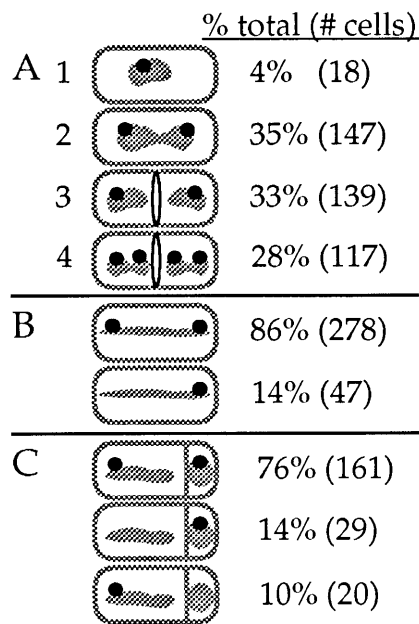 % total (# cells)
A 1 4% (18)
2 35% (147)
3 33% (139)
4 28% (117)
B 86% (278)
14% (47)
C 76% (161)
14% (29)
10% (20)